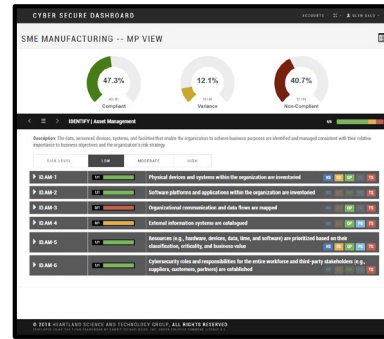 CYBER SECURE DASHBOARD
ACCOUNTS
SME MANUFACTURING -- MP VIEW
47.3%
Compliant
12.1%
Variance
40.7%
Non-Compliant
IDENTIFY | Asset Management
Description: The data, personnel, devices, systems, and facilities that enable the organization to achieve business purposes are identified and managed consistent with their relative
importance to business objectives and the organization's risk strategy.
RISK LEVEL LOW MODERATE HIGH
ID.AM-1 Physical devices and systems within the organization are inventoried
ID.AM-2 Software platforms and applications within the organization are inventoried
ID.AM-3 Organizational communication and data flows are mapped
ID.AM-4 External information systems are catalogued
ID.AM-5 Resources (e.g., hardware, devices, data, time, and software) are prioritized based on their
classification, criticality, and business value
ID.AM-6 Cybersecurity roles and responsibilities for the entire workforce and third-party stakeholders (e.g.,
suppliers, customers, partners) are established
© 2018 HEARTLAND SCIENCE AND TECHNOLOGY GROUP, ALL RIGHTS RESERVED